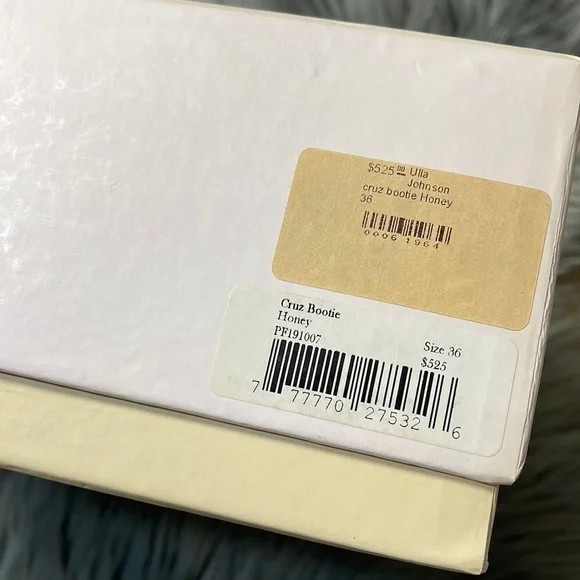 $525.00 Ulla
Johnson
cruz bootie Honey
36
6006 1964
Cruz Bootie
Honey
PF191007
Size 36
$525
7 77770 27532 6